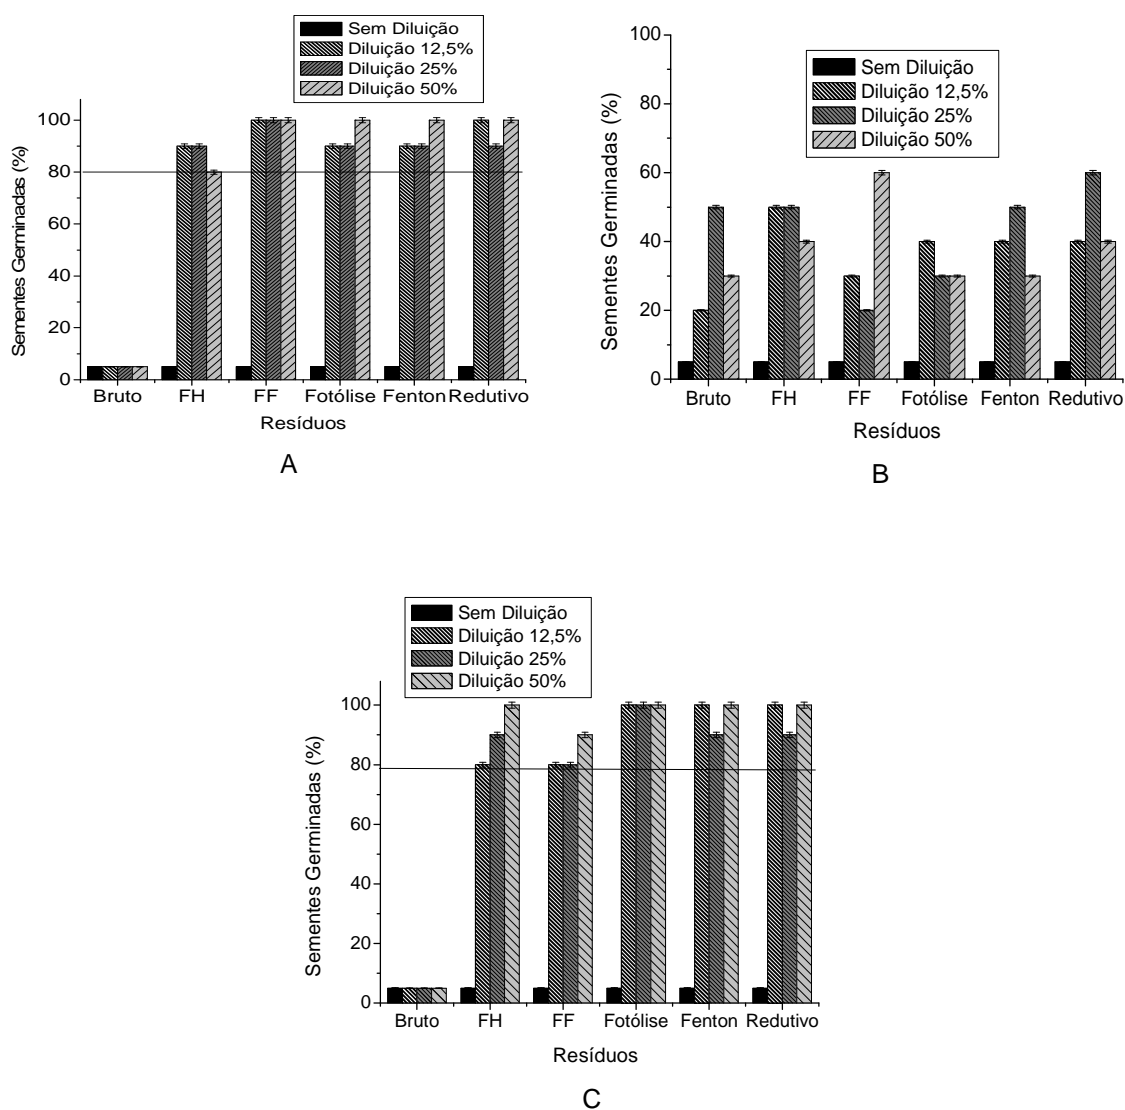 Sem Diluição
Diluição 12,5%
Diluição 25%
Diluição 50%
Sementes Germinadas (%)
100
80
60
40
20
0
Bruto FH FF Fotólise Fenton Redutivo
Resíduos
A
Sem Diluição
Diluição 12,5%
Diluição 25%
Diluição 50%
Sementes Germinadas (%)
100
80
60
40
20
0
Bruto FH FF Fotólise Fenton Redutivo
Resíduos
B
Sem Diluição
Diluição 12,5%
Diluição 25%
Diluição 50%
Sementes Germinadas (%)
100
80
60
40
20
0
Bruto FH FF Fotólise Fenton Redutivo
Resíduos
C